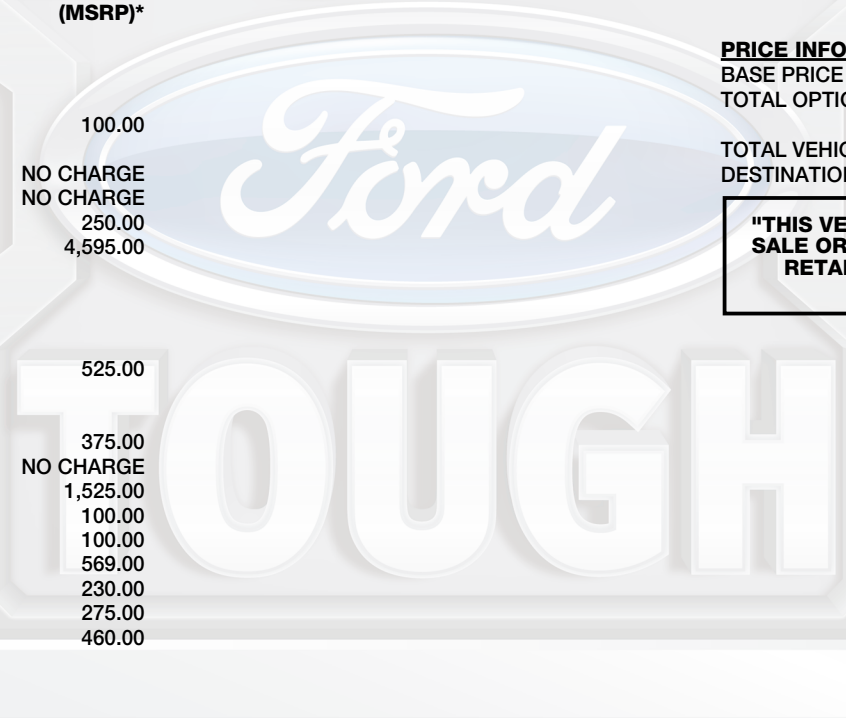 (MSRP)*
100.00
NO CHARGE
NO CHARGE
250.00
4,595.00
525.00
375.00
NO CHARGE
1,525.00
100.00
100.00
569.00
230.00
275.00
460.00
PRICE INFO
BASE PRICE
TOTAL OPTIO
TOTAL VEHIC
DESTINATION
"THIS VE
SALE OR
RETAI
Ford
TOUGH